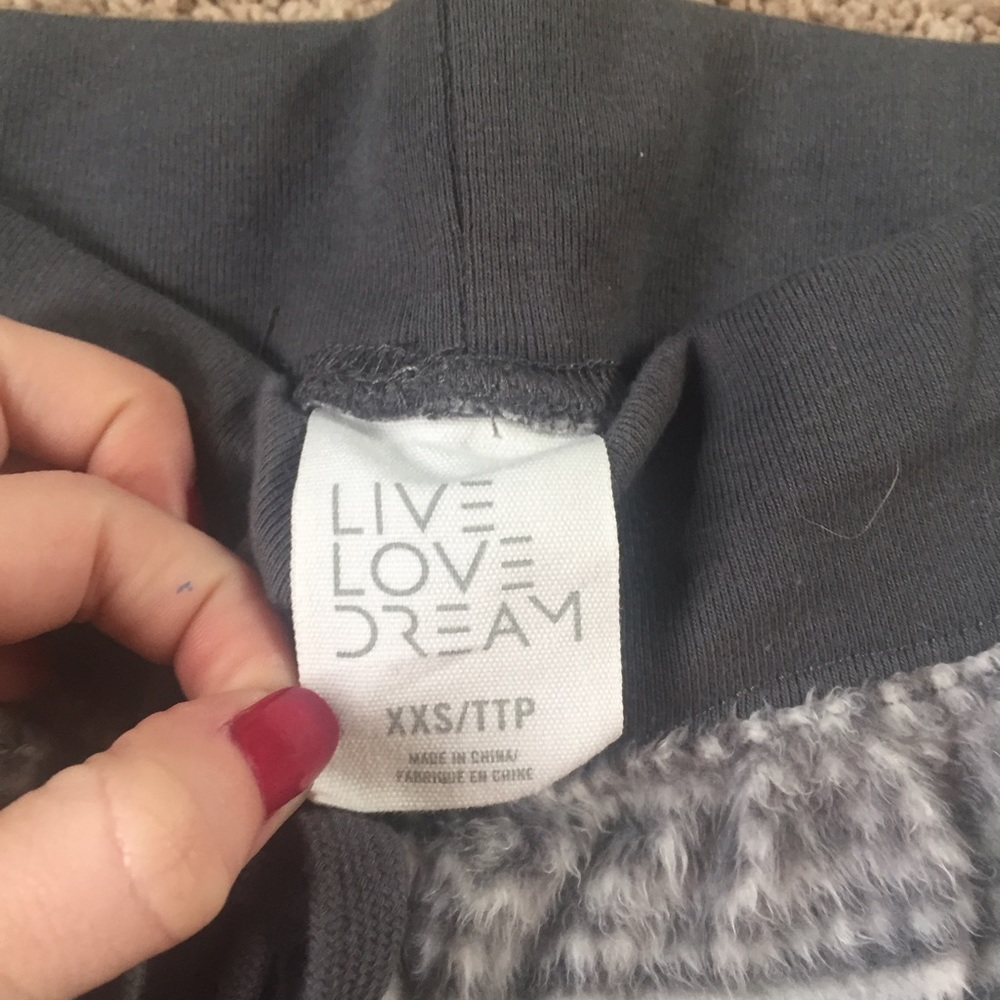 LIVE
LOVE
DREAM
XXS/TTP
MADE IN CHINA/
FABRIQUÉ EN CHINE